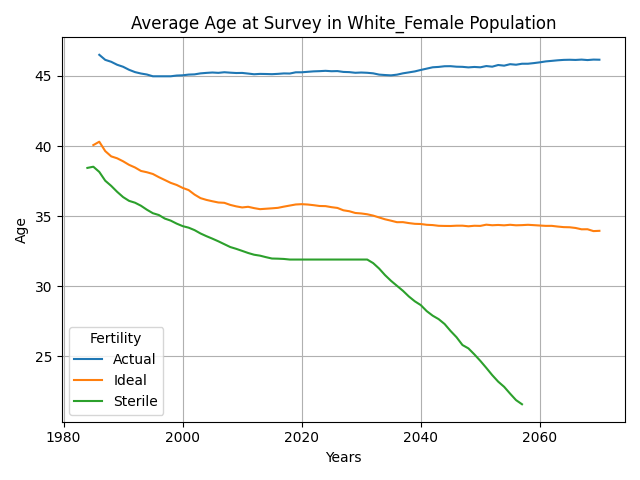 Average Age at Survey in White_Female Population
Age
45
40
35
30
25
Fertility
Actual
Ideal
Sterile
1980
2000
2020
2040
2060
Years